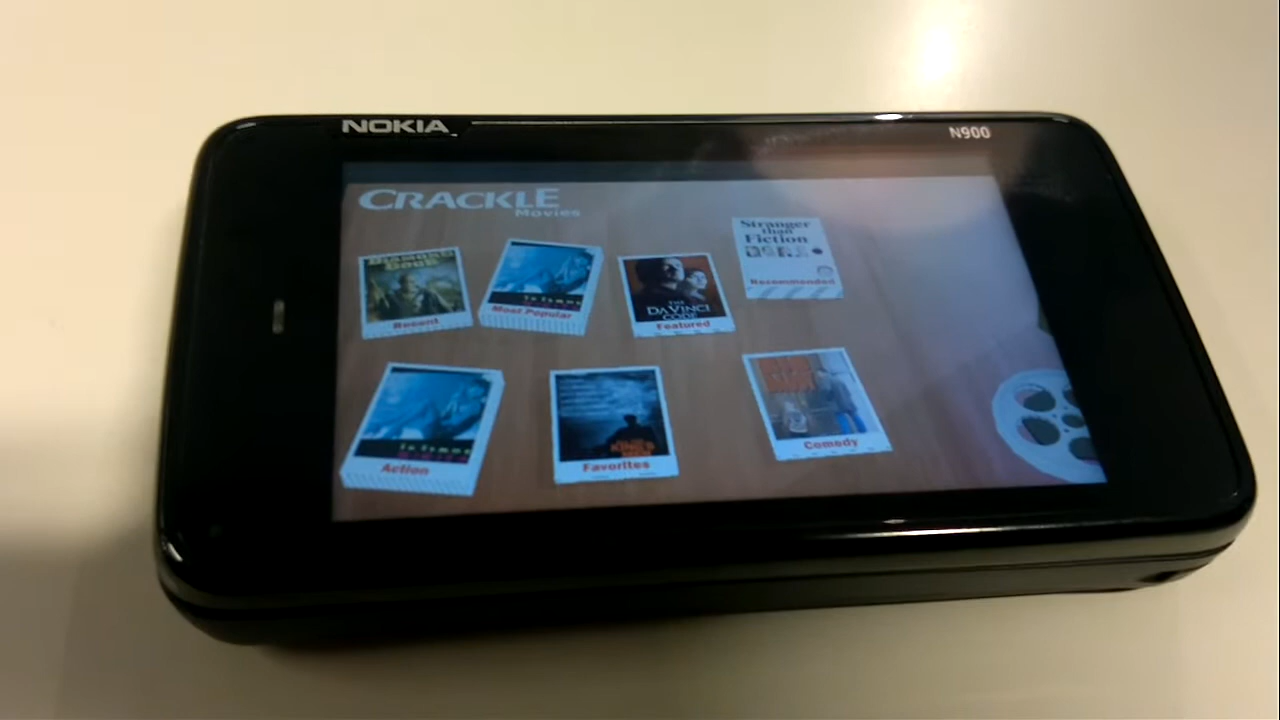 NOKIA
N900
CRACKLE
Movies
Recent
Most Popular
THE
DA VINCI
CODE
Featured
Stranger
than
Fiction
Recommended
Action
Favorites
Comedy